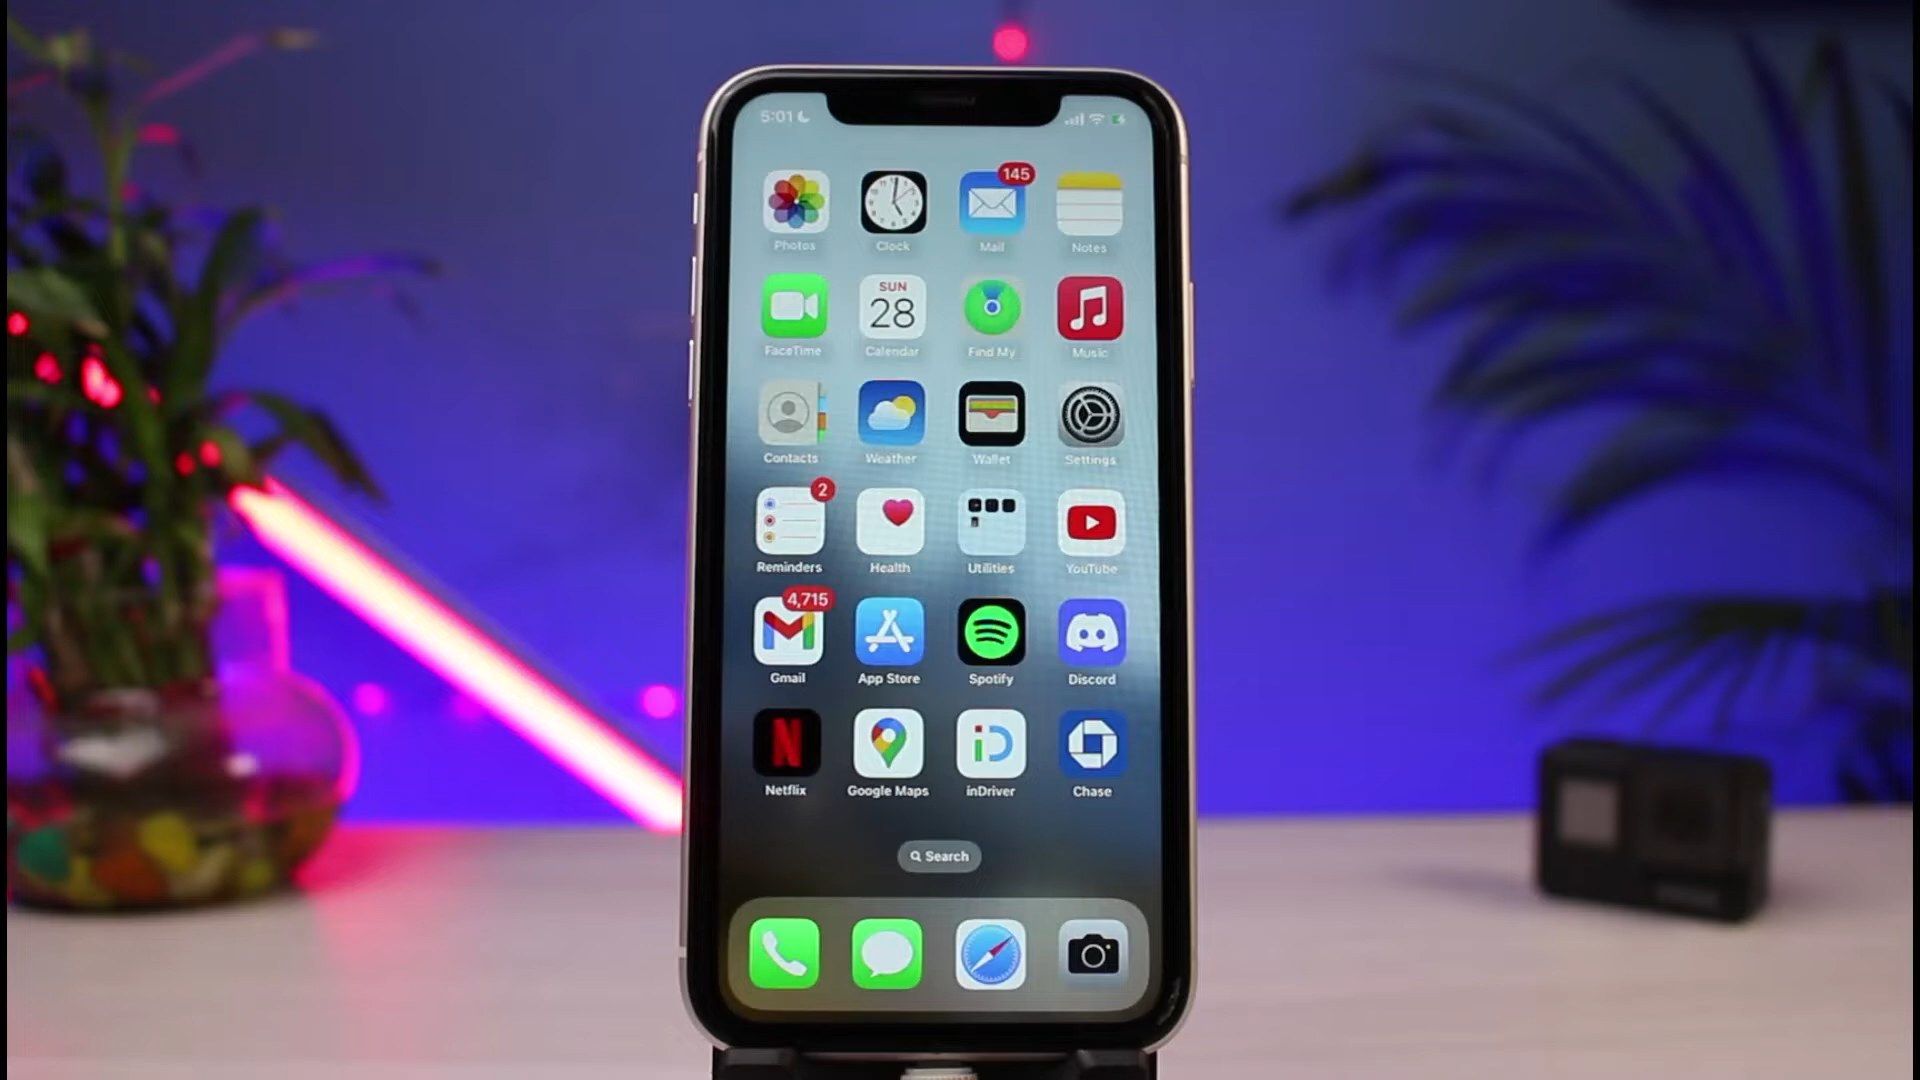 5:01
145
Photos Clock Mail Notes
SUN
28
FaceTime Calendar Find My Music
Contacts Weather Wallet Settings
2
Reminders Health Utilities YouTube
4,715
Gmail App Store Spotify Discord
N
iD
Netflix Google Maps inDriver Chase
Search